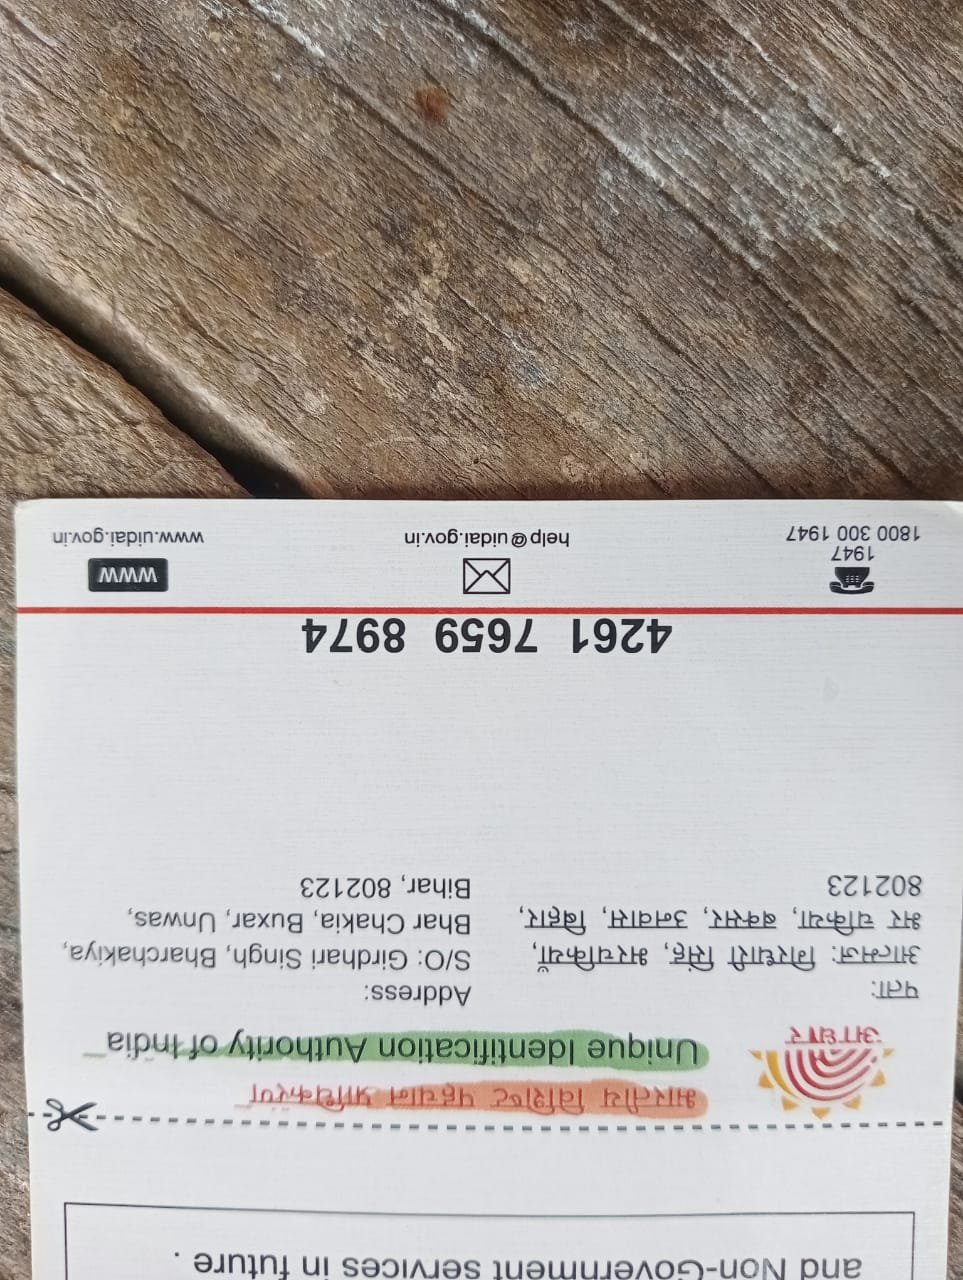 and Non-Government services in future .
भारतीय विशिष्ट पहचान प्राधिकरण
Unique Identification Authority of India
आधार
पता:
आत्मज: गिरधारी सिंह, भरचकियाँ,
भर चकिया, बक्सर, उनवास, बिहार,
802123
Address:
S/O: Girdhari Singh, Bharchakiya,
Bhar Chakia, Buxar, Unwas,
Bihar, 802123
4261 7659 8974
1947
1800 300 1947
help@uidai.gov.in
www
www.uidai.gov.in